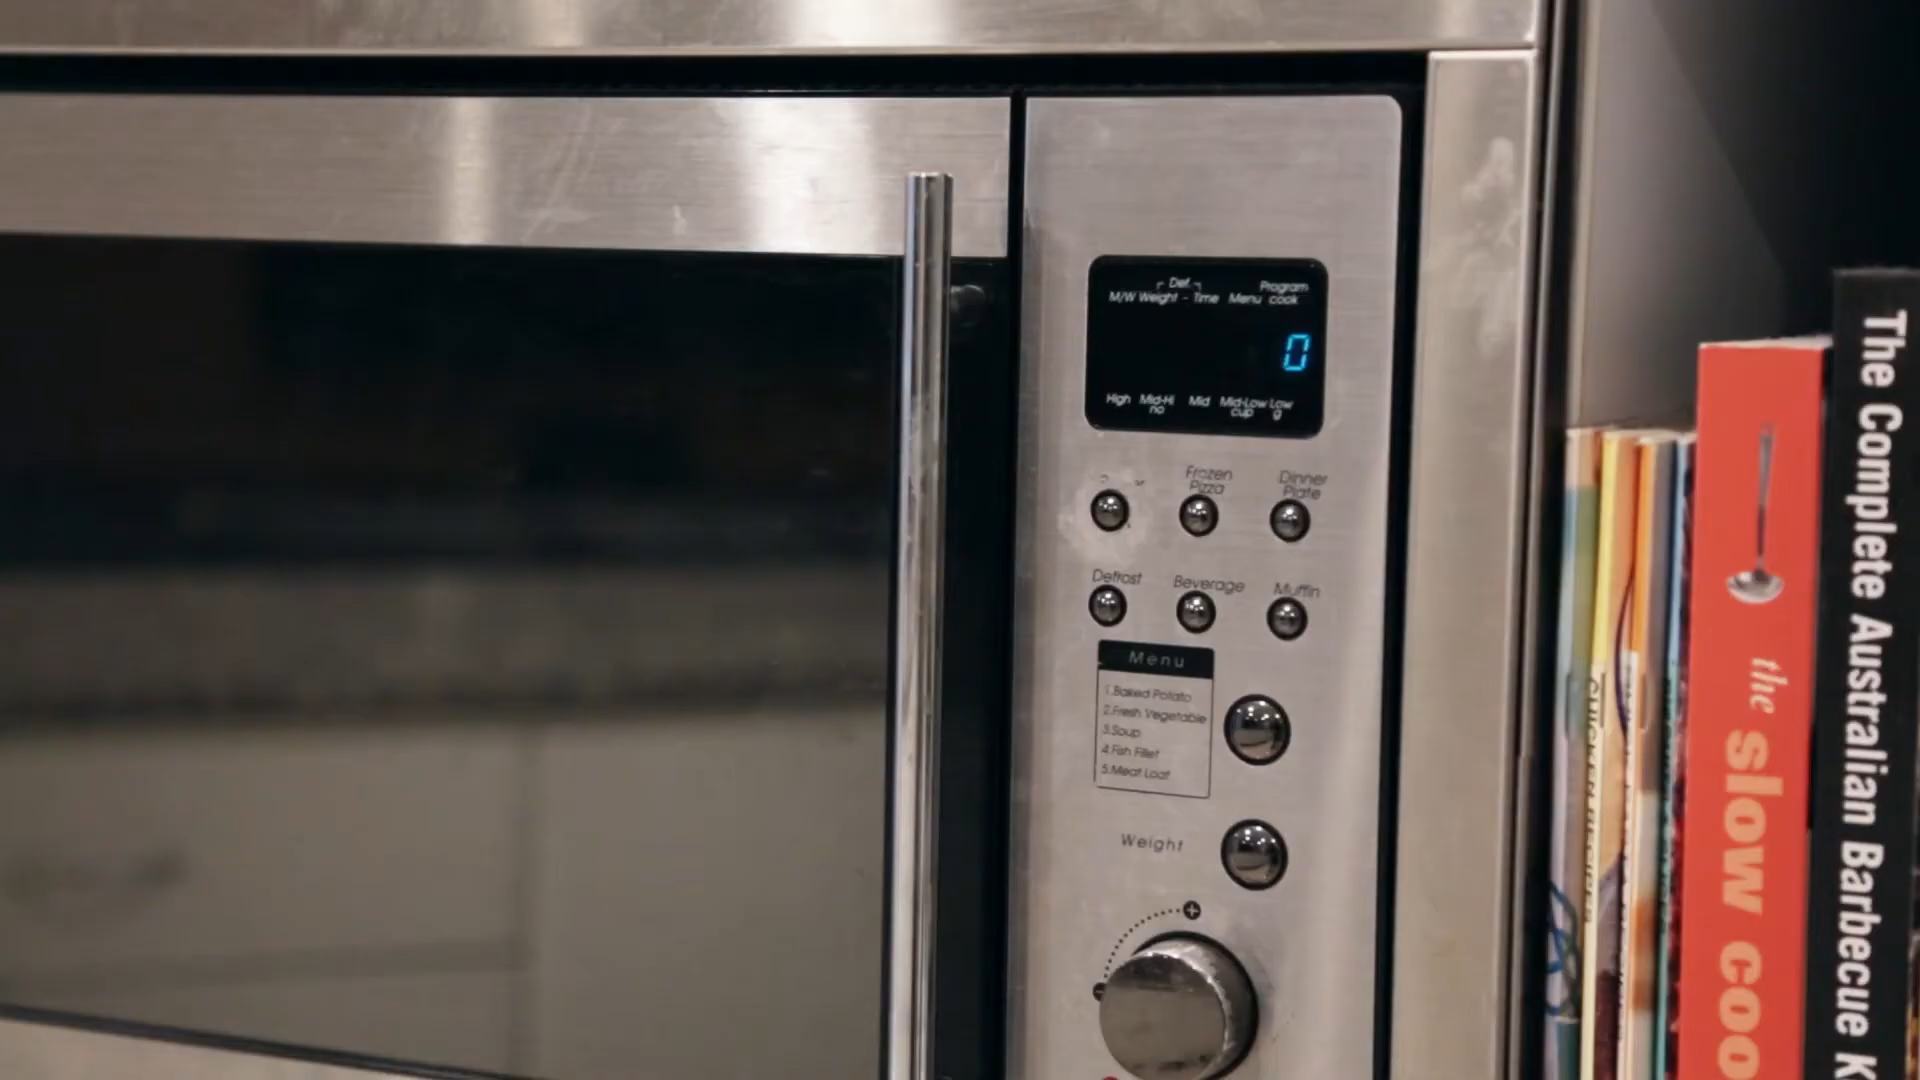 Def.
Program
M/W Weight - Time Menu cook
0
High Mid-Hi Mid Mid-Low Low
no cup g
Frozen
Pizza
Dinner
Plate
Defrost
Beverage
Muffin
Menu
1.Baked Potato
2.Fresh Vegetable
3.Soup
4.Fish Fillet
5.Meat Loaf
Weight
+
-
the slow coo
The Complete Australian Barbecue K